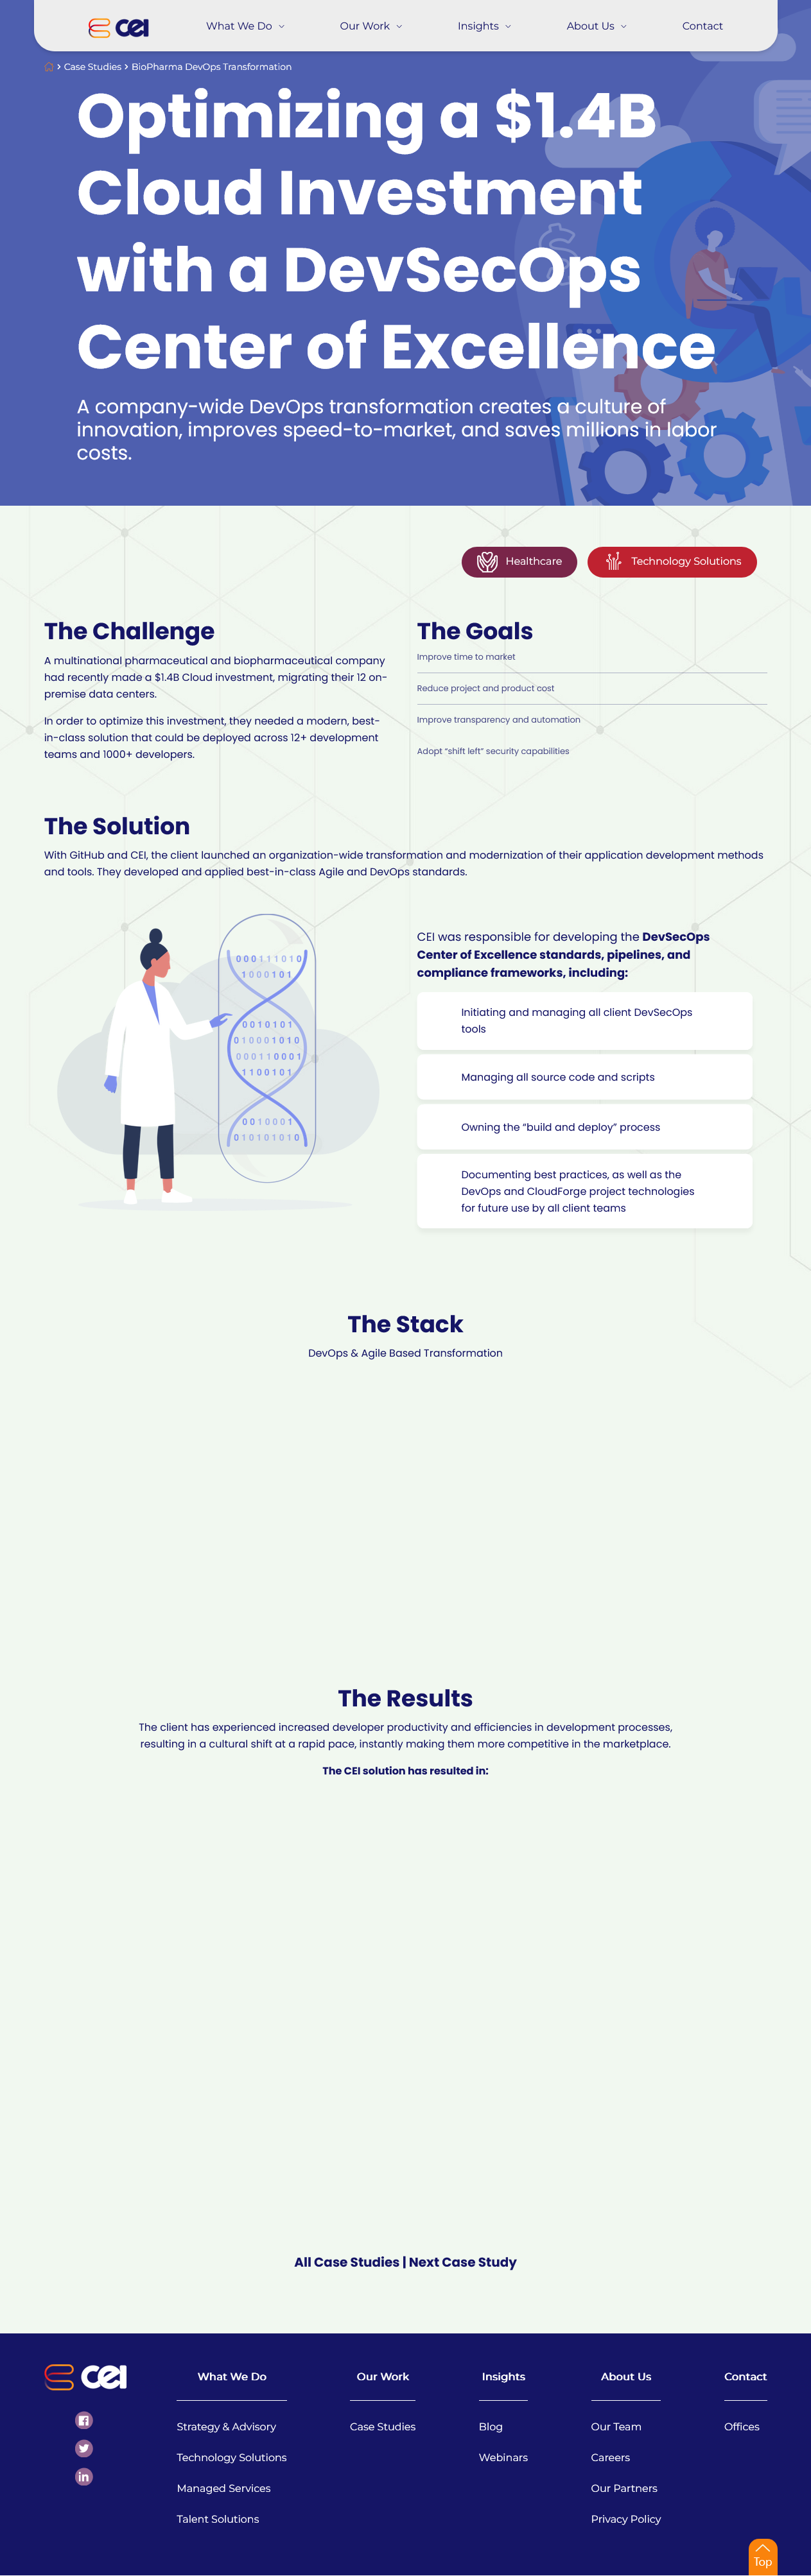 cei
What We Do
Our Work
Insights
About Us
Contact
Case Studies > BioPharma DevOps Transformation
Optimizing a $1.4B
Cloud Investment
with a DevSecOps
Center of Excellence
A company-wide DevOps transformation creates a culture of
innovation, improves speed-to-market, and saves millions in labor
costs.
Healthcare
Technology Solutions
The Challenge
A multinational pharmaceutical and biopharmaceutical company
had recently made a $1.4B Cloud investment, migrating their 12 on-
premise data centers.
In order to optimize this investment, they needed a modern, best-
in-class solution that could be deployed across 12+ development
teams and 1000+ developers.
The Goals
Improve time to market
Reduce project and product cost
Improve transparency and automation
Adopt “shift left” security capabilities
The Solution
With GitHub and CEI, the client launched an organization-wide transformation and modernization of their application development methods
and tools. They developed and applied best-in-class Agile and DevOps standards.
000111010
1000101
0010101
010001010
000110001
1100101
0010001
010101010
CEI was responsible for developing the DevSecOps
Center of Excellence standards, pipelines, and
compliance frameworks, including:
Initiating and managing all client DevSecOps
tools
Managing all source code and scripts
Owning the “build and deploy” process
Documenting best practices, as well as the
DevOps and CloudForge project technologies
for future use by all client teams
The Stack
DevOps & Agile Based Transformation
The Results
The client has experienced increased developer productivity and efficiencies in development processes,
resulting in a cultural shift at a rapid pace, instantly making them more competitive in the marketplace.
The CEI solution has resulted in:
All Case Studies | Next Case Study
cei
What We Do
Strategy & Advisory
Technology Solutions
Managed Services
Talent Solutions
Our Work
Case Studies
Insights
Blog
Webinars
About Us
Our Team
Careers
Our Partners
Privacy Policy
Contact
Offices
Top